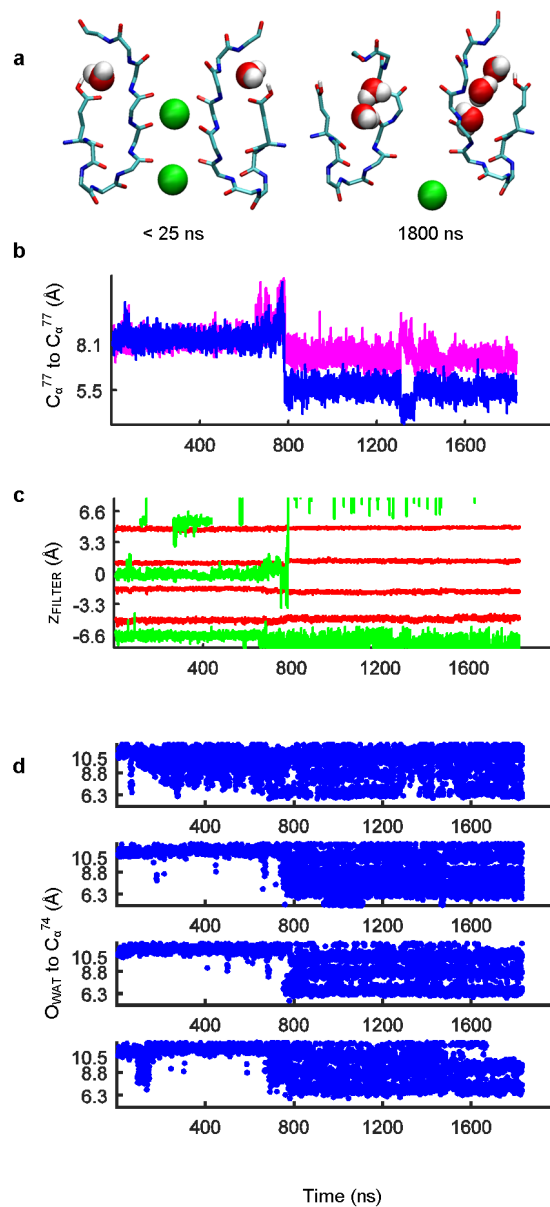 a
< 25 ns
1800 ns
b
Cα⁷⁷ to Cα⁷⁷ (Å)
8.1
5.5
400 800 1200 1600
c
zFILTER (Å)
6.6
3.3
0
-3.3
-6.6
400 800 1200 1600
d
OWAT to Cα⁷⁴ (Å)
10.5
8.8
6.3
400 800 1200 1600
10.5
8.8
6.3
400 800 1200 1600
10.5
8.8
6.3
400 800 1200 1600
10.5
8.8
6.3
400 800 1200 1600
Time (ns)